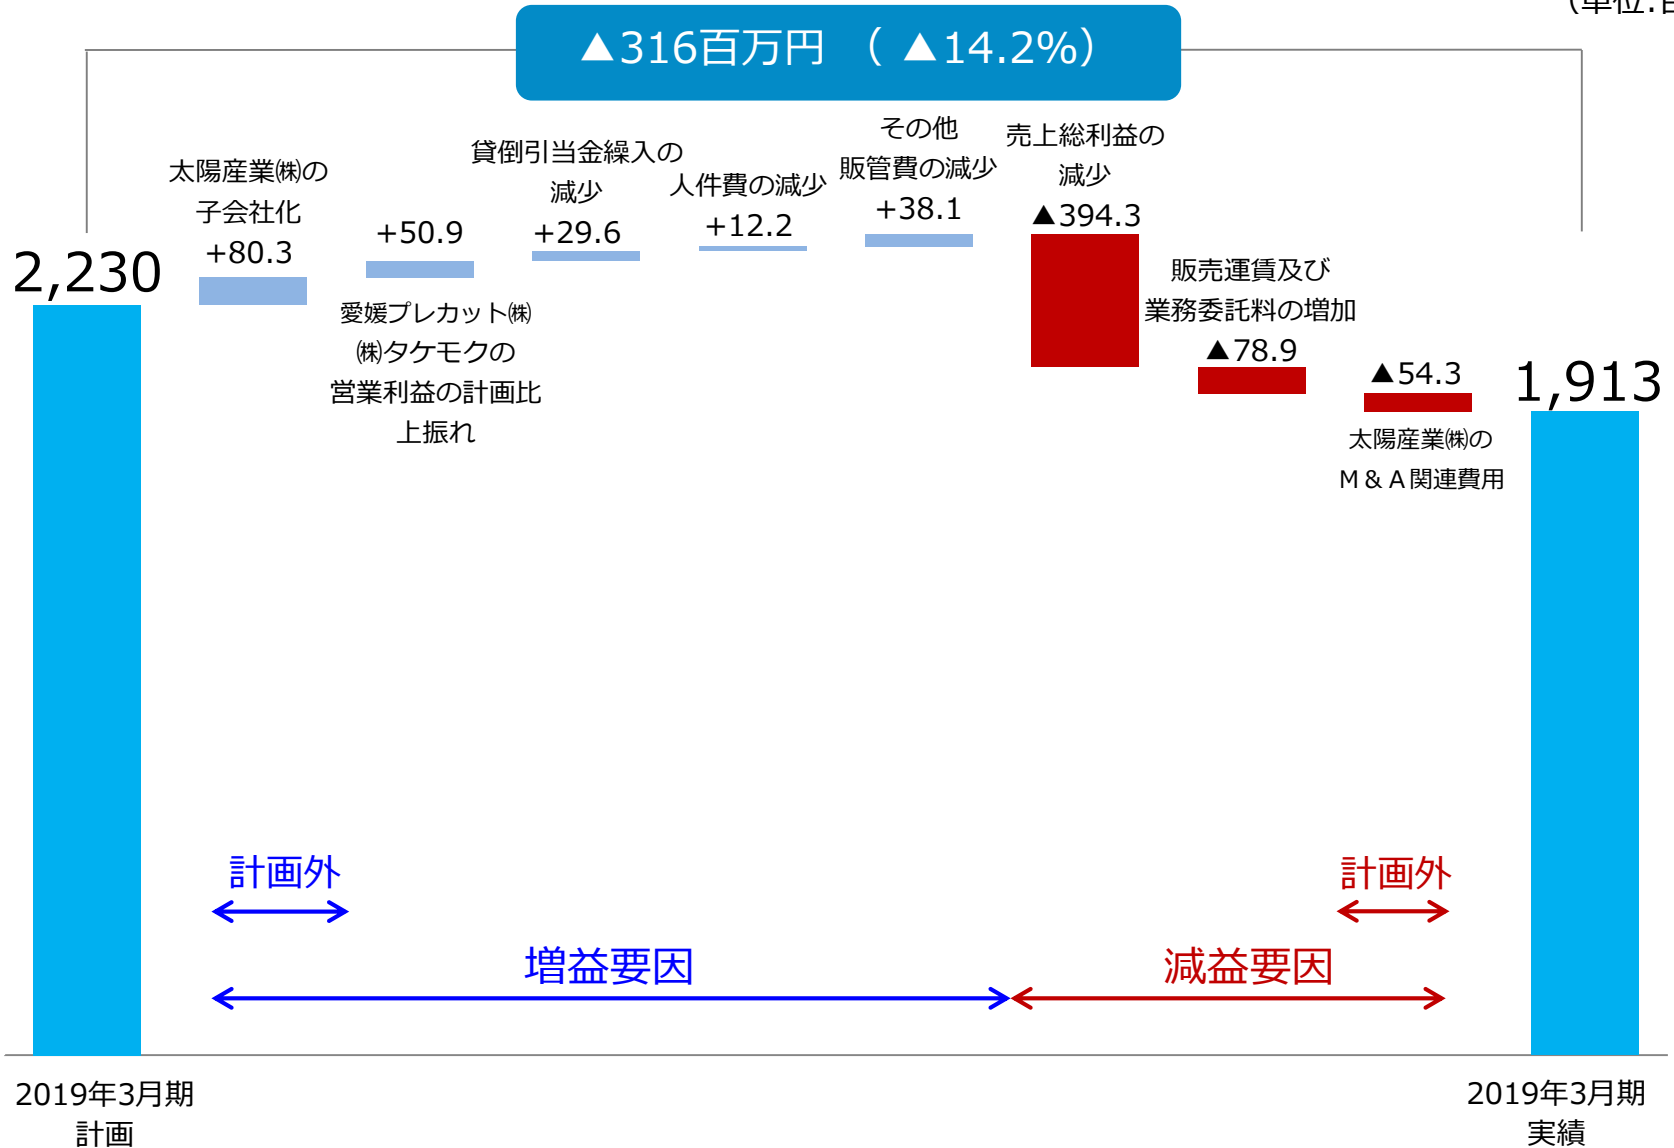 (単位:
▲316百万円 （ ▲14.2%）
太陽産業㈱の
子会社化
+80.3
+50.9
愛媛プレカット㈱
㈱タケモクの
営業利益の計画比
上振れ
貸倒引当金繰入の
減少
+29.6
人件費の減少
+12.2
その他
販管費の減少
+38.1
売上総利益の
減少
▲394.3
販売運賃及び
業務委託料の増加
▲78.9
▲54.3
太陽産業㈱の
Ｍ＆Ａ関連費用
2,230
1,913
計画外
計画外
増益要因
減益要因
2019年3月期
計画
2019年3月期
実績